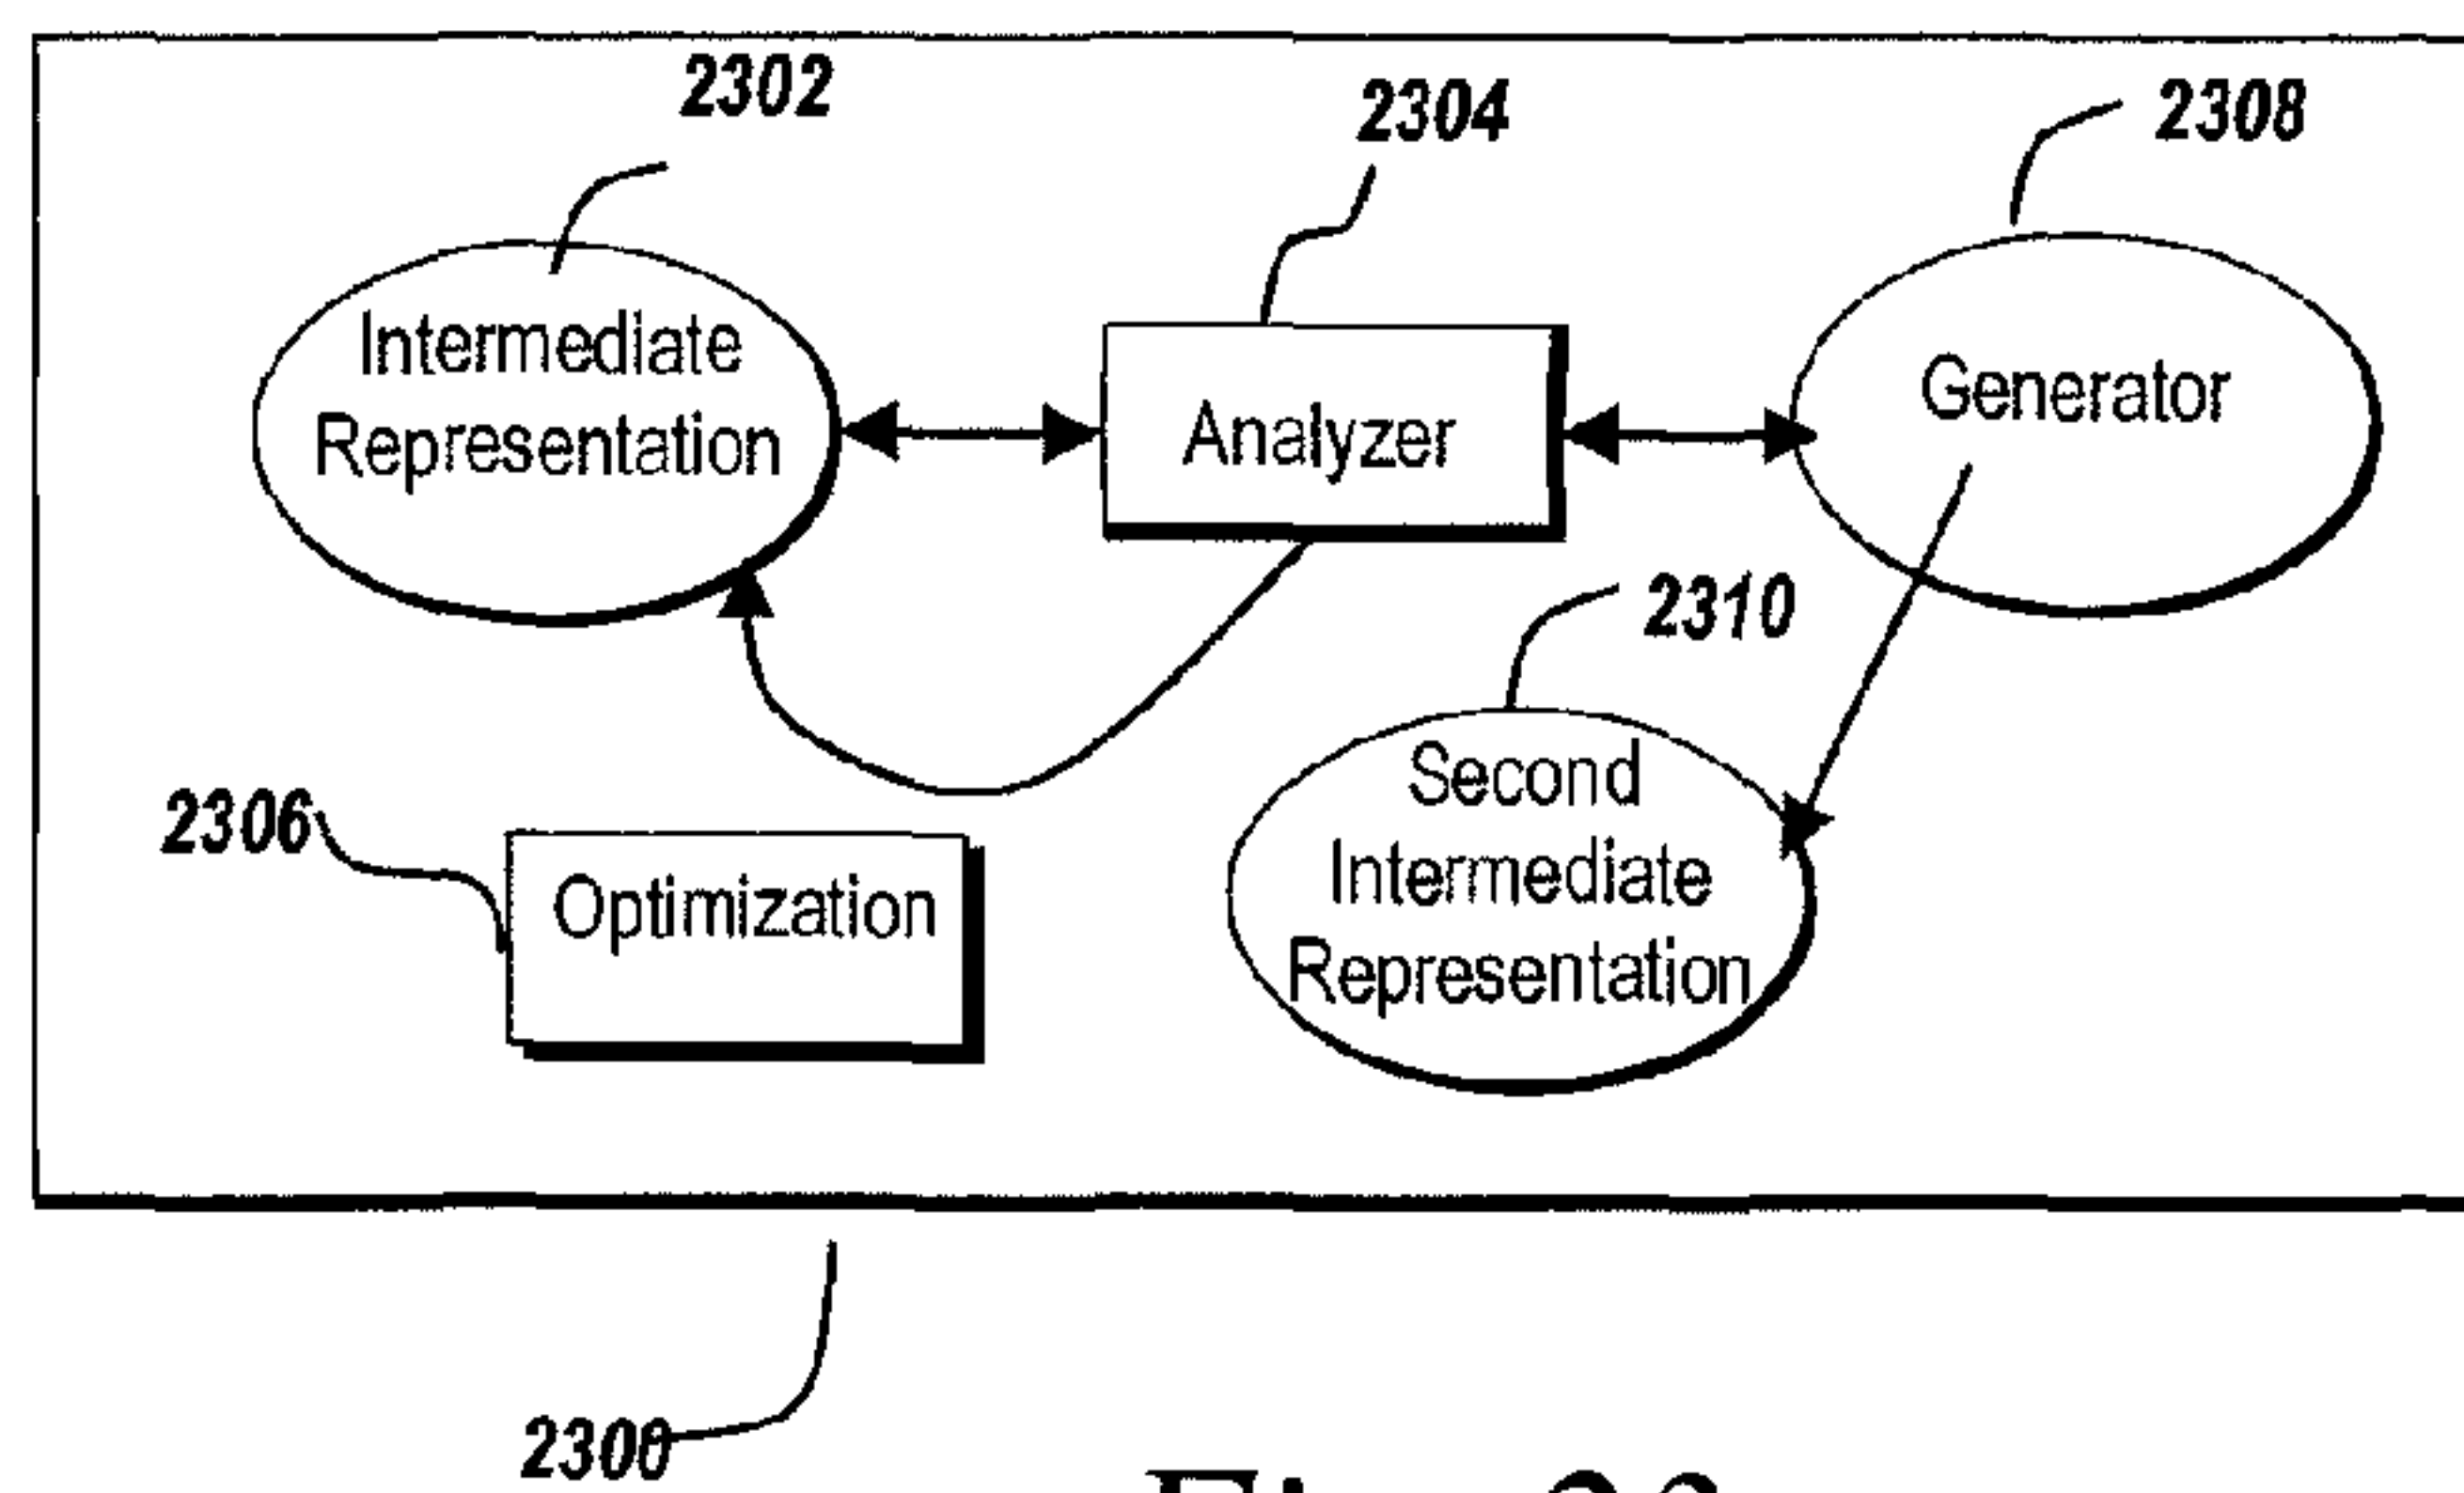 2302
2304
2308
Intermediate
Representation
Analyzer
Generator
2310
Second
Intermediate
Representation
2306
Optimization
2300